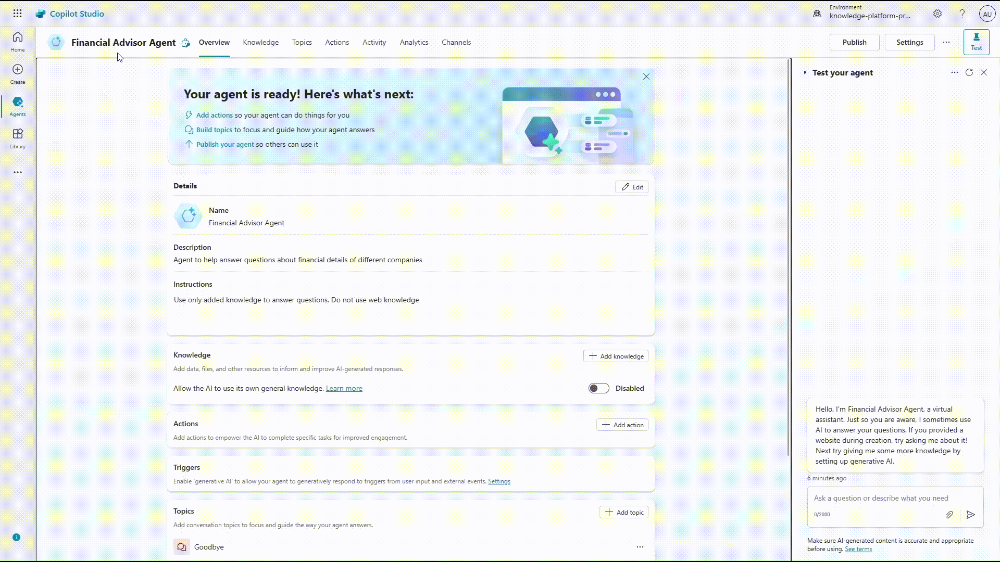 Copilot Studio
Environment
knowledge-platform-pr...
AU
Home
Create
Agents
Library
Financial Advisor Agent
Overview
Knowledge
Topics
Actions
Activity
Analytics
Channels
Publish
Settings
Test
Your agent is ready! Here's what's next:
Add actions so your agent can do things for you
Build topics to focus and guide how your agent answers
Publish your agent so others can use it
Details
Edit
Name
Financial Advisor Agent
Description
Agent to help answer questions about financial details of different companies
Instructions
Use only added knowledge to answer questions. Do not use web knowledge
Knowledge
Add knowledge
Add data, files, and other resources to inform and improve AI-generated responses.
Allow the AI to use its own general knowledge. Learn more
Disabled
Actions
Add action
Add actions to empower the AI to complete specific tasks for improved engagement.
Triggers
Enable 'generative AI' to allow your agent to generatively respond to triggers from user input and external events. Settings
Topics
Add topic
Add conversation topics to focus and guide the way your agent answers.
Goodbye
Test your agent
Hello, I'm Financial Advisor Agent, a virtual
assistant. Just so you are aware, I sometimes use
AI to answer your questions. If you provided a
website during creation, try asking me about it!
Next try giving me some more knowledge by
setting up generative AI.
6 minutes ago
Ask a question or describe what you need
0/2000
Make sure AI-generated content is accurate and appropriate
before using. See terms